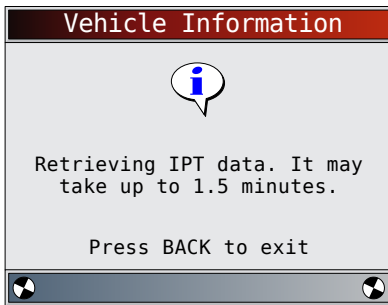 Vehicle Information
i
Retrieving IPT data. It may
take up to 1.5 minutes.
Press BACK to exit